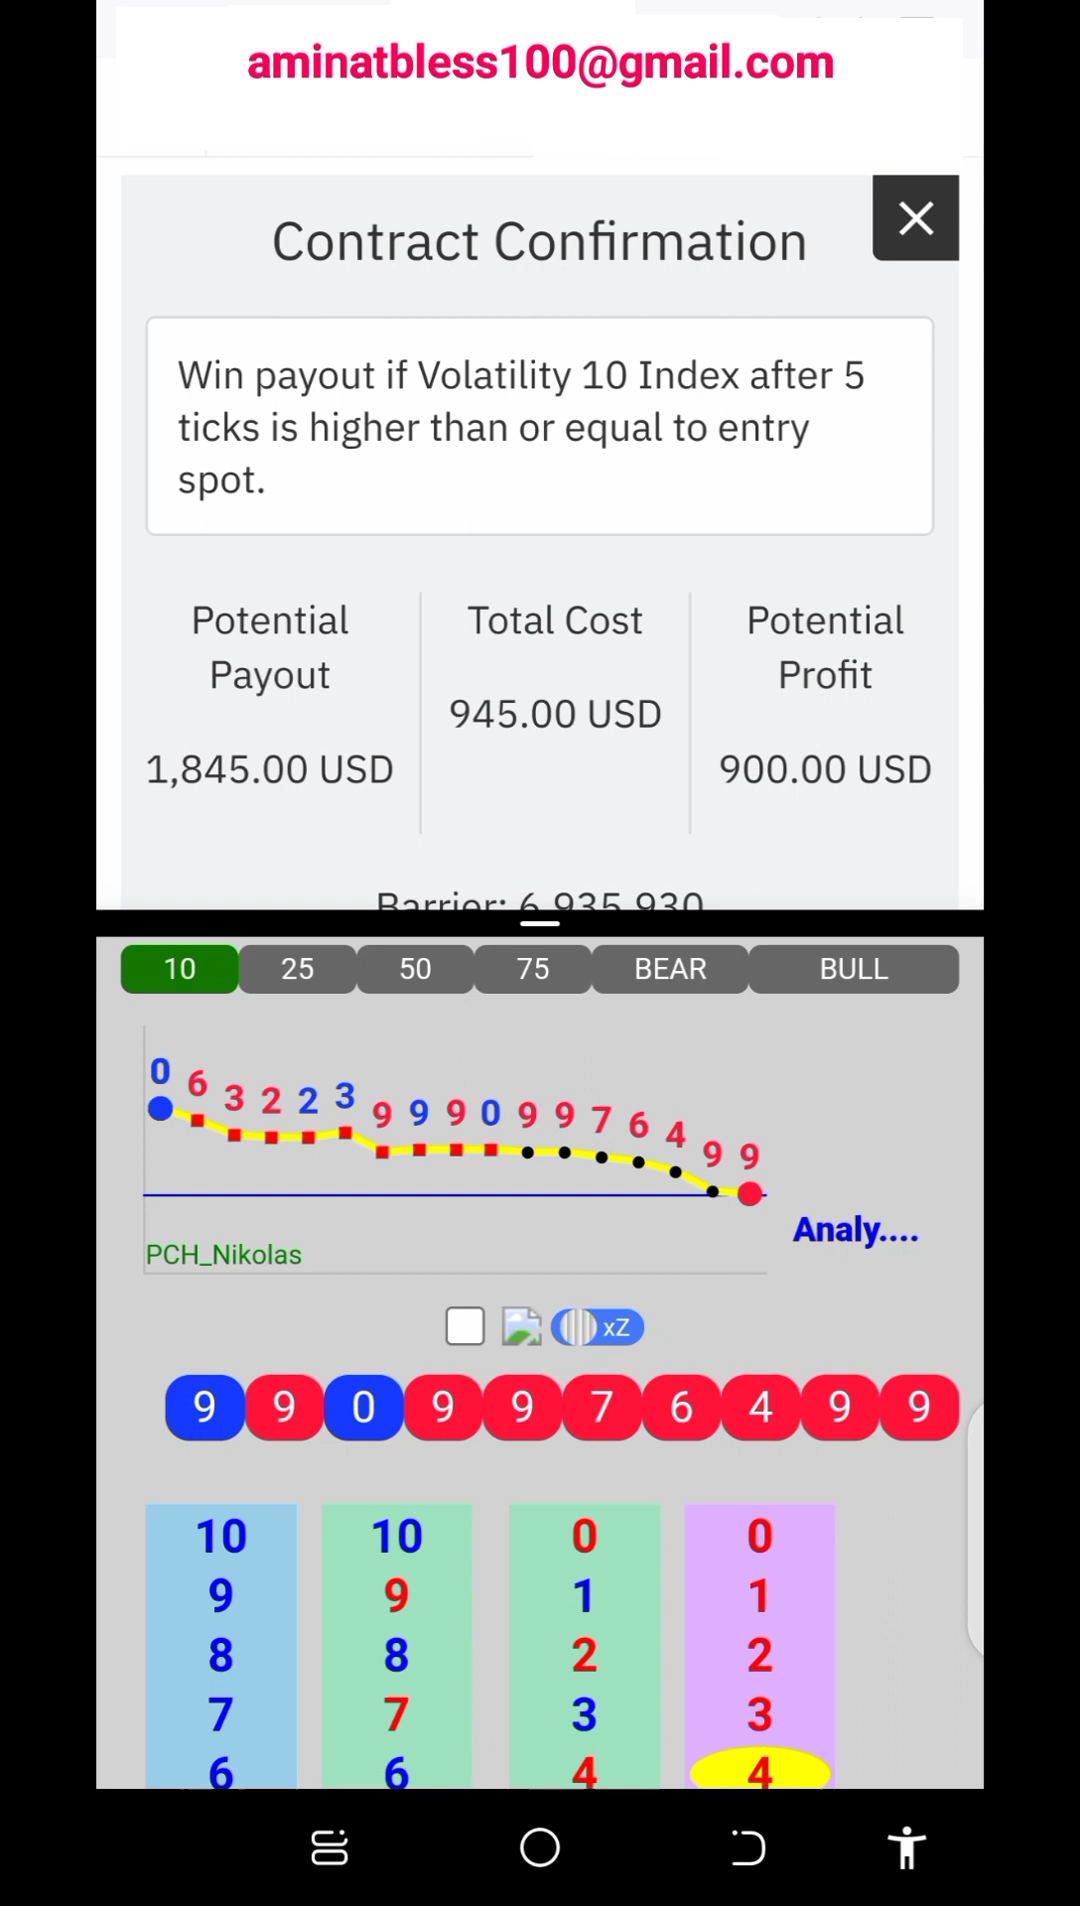 aminatbless100@gmail.com
Contract Confirmation
Win payout if Volatility 10 Index after 5
ticks is higher than or equal to entry
spot.
Potential Payout
1,845.00 USD
Total Cost
945.00 USD
Potential Profit
900.00 USD
Barrier: 6,935.930
10 25 50 75 BEAR BULL
0 6 3 2 2 3 9 9 9 0 9 9 7 6 4 9 9
Analy....
PCH_Nikolas
xZ
9 9 0 9 9 7 6 4 9 9
10 10 0 0
9 9 1 1
8 8 2 2
7 7 3 3
6 6 4 4